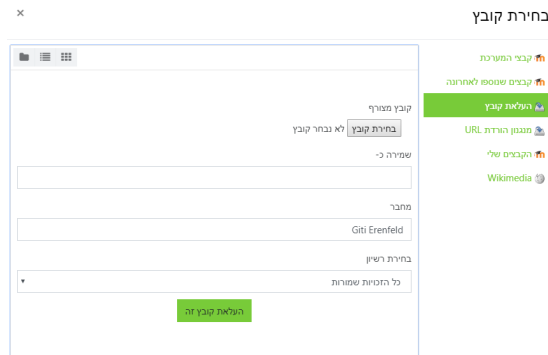 בחירת קובץ
×
קבצי המערכת
קבצים שנוספו לאחרונה
העלאת קובץ
מנגנון הורדת URL
הקבצים שלי
Wikimedia
קובץ מצורף
בחירת קובץ לא נבחר קובץ
שמירה כ-
מחבר
Giti Erenfeld
בחירת רשיון
כל הזכויות שמורות
העלאת קובץ זה